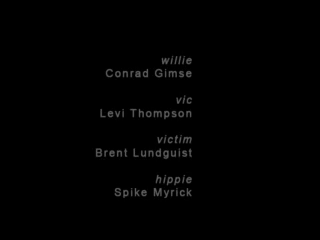 willie
Conrad Gimse
vic
Levi Thompson
victim
Brent Lundguist
hippie
Spike Myrick